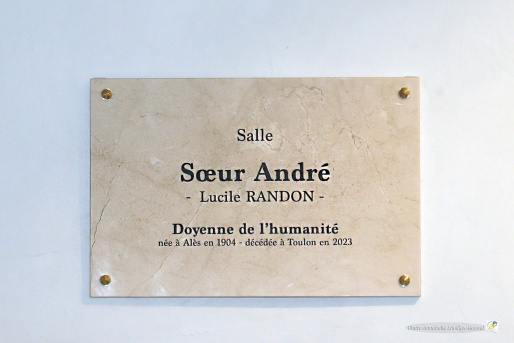 Salle
Sœur André
- Lucile RANDON -
Doyenne de l'humanité
née à Alès en 1904 - décédée à Toulon en 2023